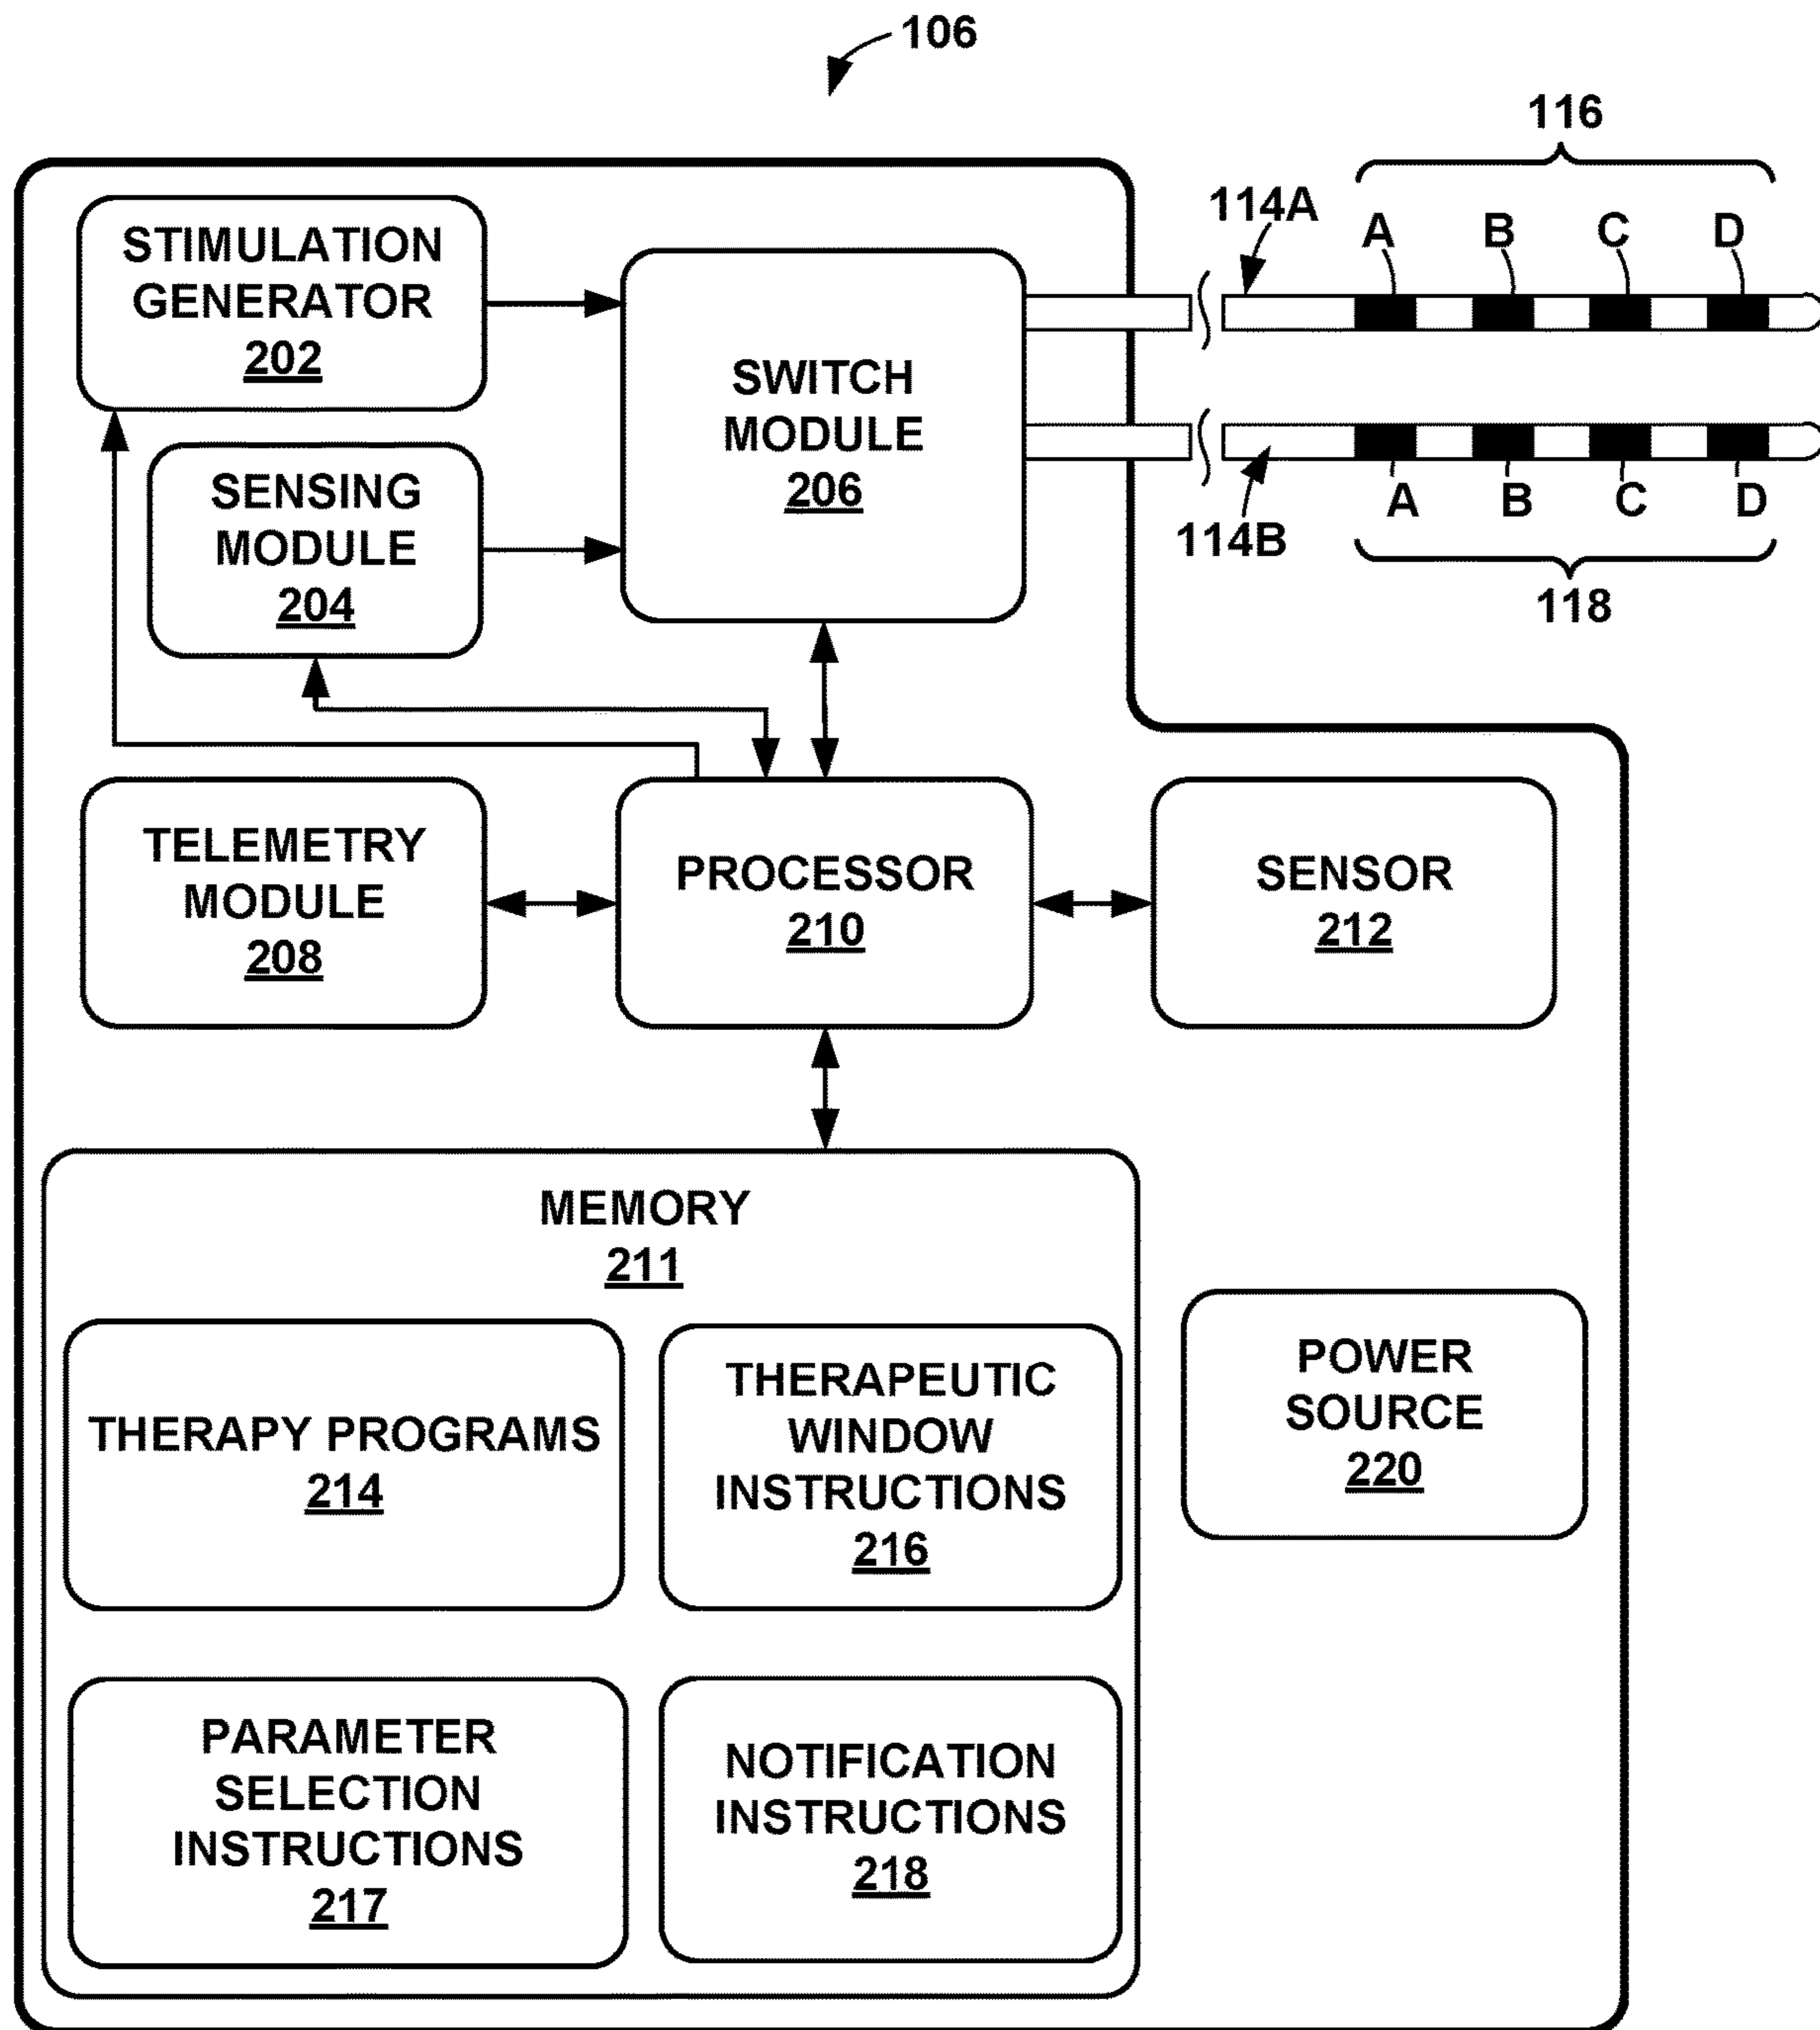 106
116
114A
A B C D
STIMULATION
GENERATOR
202
SWITCH
MODULE
206
SENSING
MODULE
204
A B C D
114B
118
TELEMETRY
MODULE
208
PROCESSOR
210
SENSOR
212
MEMORY
211
THERAPY PROGRAMS
214
THERAPEUTIC
WINDOW
INSTRUCTIONS
216
POWER
SOURCE
220
PARAMETER
SELECTION
INSTRUCTIONS
217
NOTIFICATION
INSTRUCTIONS
218